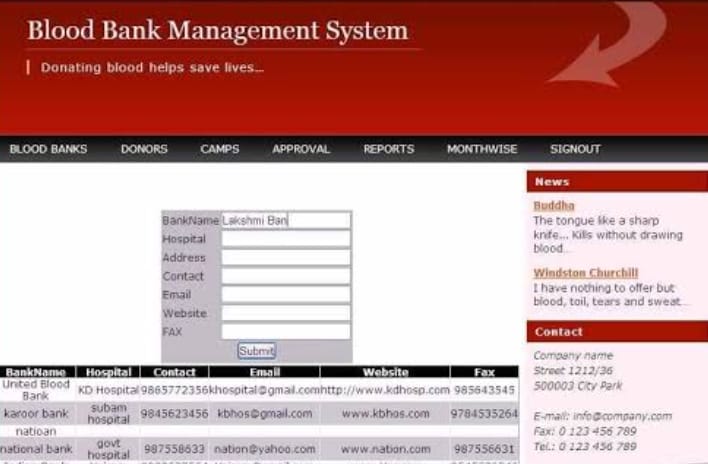 Blood Bank Management System
Donating blood helps save lives...
BLOOD BANKS DONORS CAMPS APPROVAL REPORTS MONTHWISE SIGNOUT
BankName Lakshmi Ban
Hospital
Address
Contact
Email
Website
FAX
Submit
BankName Hospital Contact Email Website Fax
United Blood
Bank
KD Hospital 9865772356 khospital@gmail.com http://www.kdhosp.com 985643545
karoor bank subam
hospital
9845623456 kbhos@gmail.com www.kbhos.com 9784535264
natioan
national bank govt
hospital
987558633 nation@yahoo.com www.nation.com 987556631
News
Buddha
The tongue like a sharp
knife... Kills without drawing
blood...
Windston Churchill
I have nothing to offer but
blood, toil, tears and sweat...
Contact
Company name
Street 1212/36
500003 City Park
E-mail: info@company.com
Fax: 0 123 456 789
Tel.: 0 123 456 789